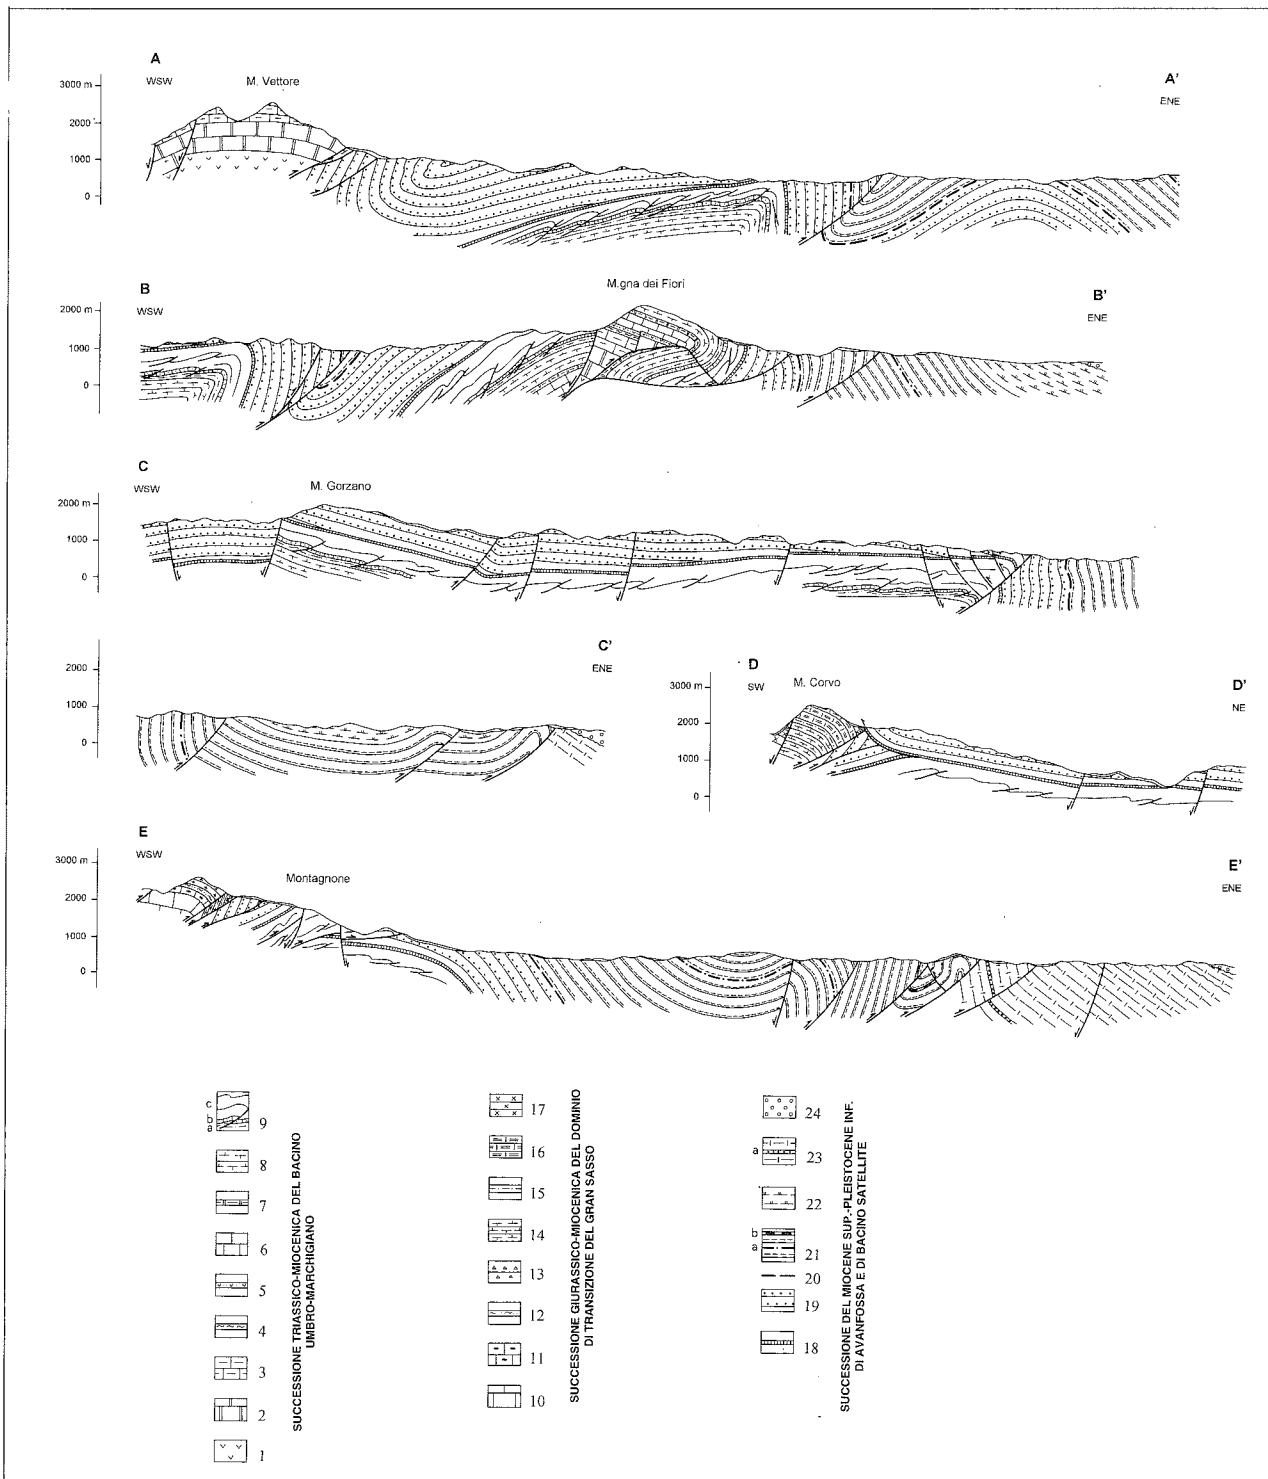 A
WSW
M. Vettore
A'
ENE
3000 m
2000
1000
0
B
WSW
M.gna dei Fiori
B'
ENE
2000 m
1000
0
C
WSW
M. Gorzano
2000 m
1000
0
C'
ENE
2000
1000
0
D
SW
M. Corvo
D'
NE
3000 m
2000
1000
0
E
WSW
Montagnone
E'
ENE
3000 m
2000
1000
0
c
b
a
9
8
7
6
5
4
3
2
1
SUCCESSIONE TRIASSICO-MIOCENICA DEL BACINO
UMBRO-MARCHIGIANO
17
16
15
14
13
12
11
10
SUCCESSIONE GIURASSICO-MIOCENICA DEL DOMINIO
DI TRANSIZIONE DEL GRAN SASSO
24
a
23
22
b
a
21
20
19
18
SUCCESSIONE DEL MIOCENE SUP.-PLEISTOCENE INF.
DI AVANFOSSA E DI BACINO SATELLITE